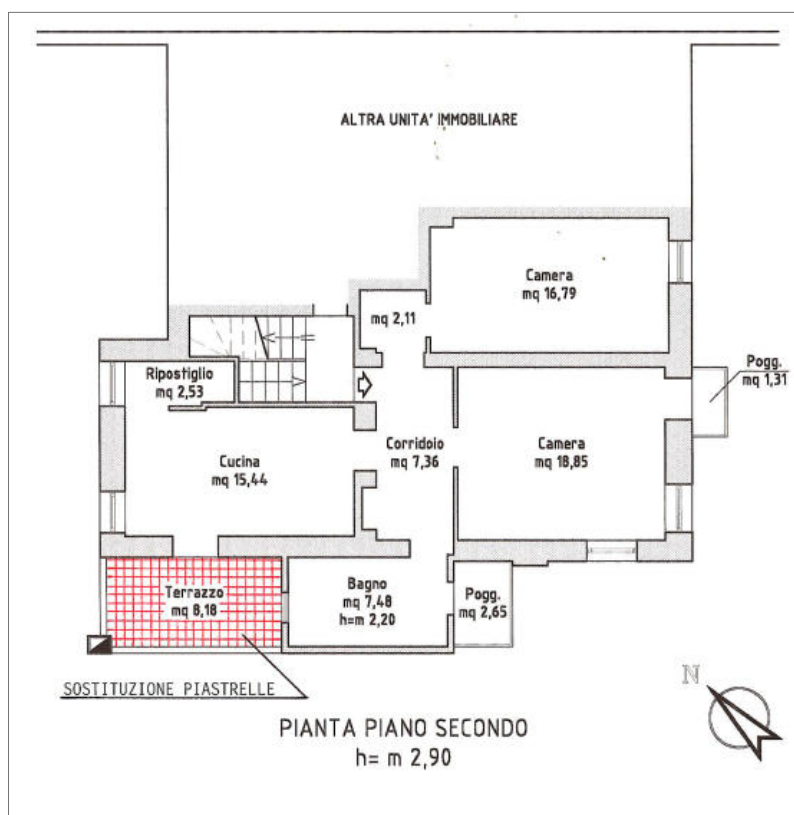 ALTRA UNITA' IMMOBILIARE
Camera
mq 16,79
mq 2,11
Pogg.
mq 1,31
Ripostiglio
mq 2.53
Cucina
mq 15,44
Corridoio
mq 7,36
Camera
mq 18,85
Terrazzo
mq 8,18
Bagno
mq 7,48
h=m 2,20
Pogg.
mq 2,65
SOSTITUZIONE PIASTRELLE
N
PIANTA PIANO SECONDO
h= m 2,90